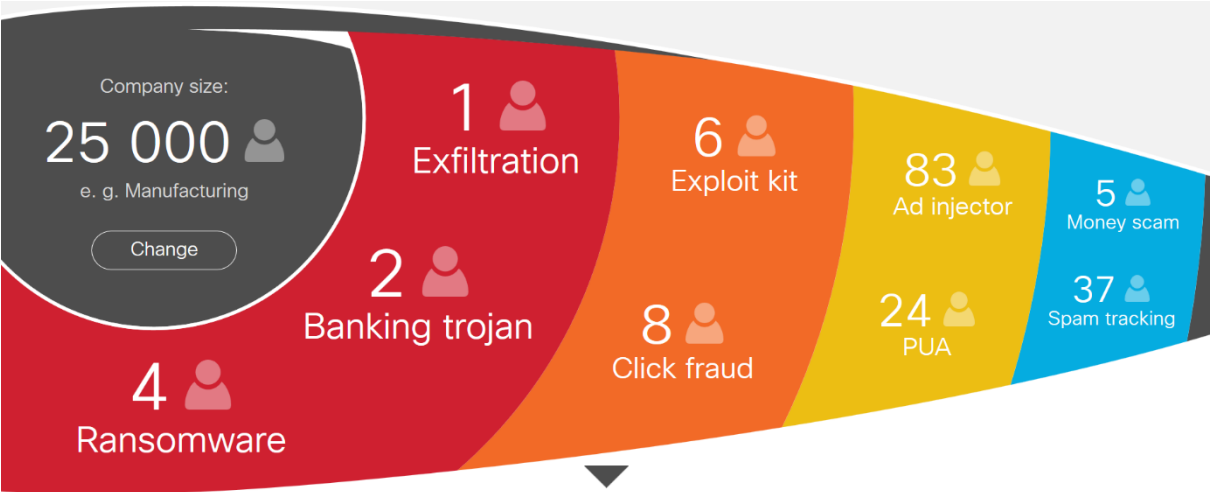 Company size:
25 000
e. g. Manufacturing
Change
1
Exfiltration
2
Banking trojan
4
Ransomware
6
Exploit kit
8
Click fraud
83
Ad injector
24
PUA
5
Money scam
37
Spam tracking